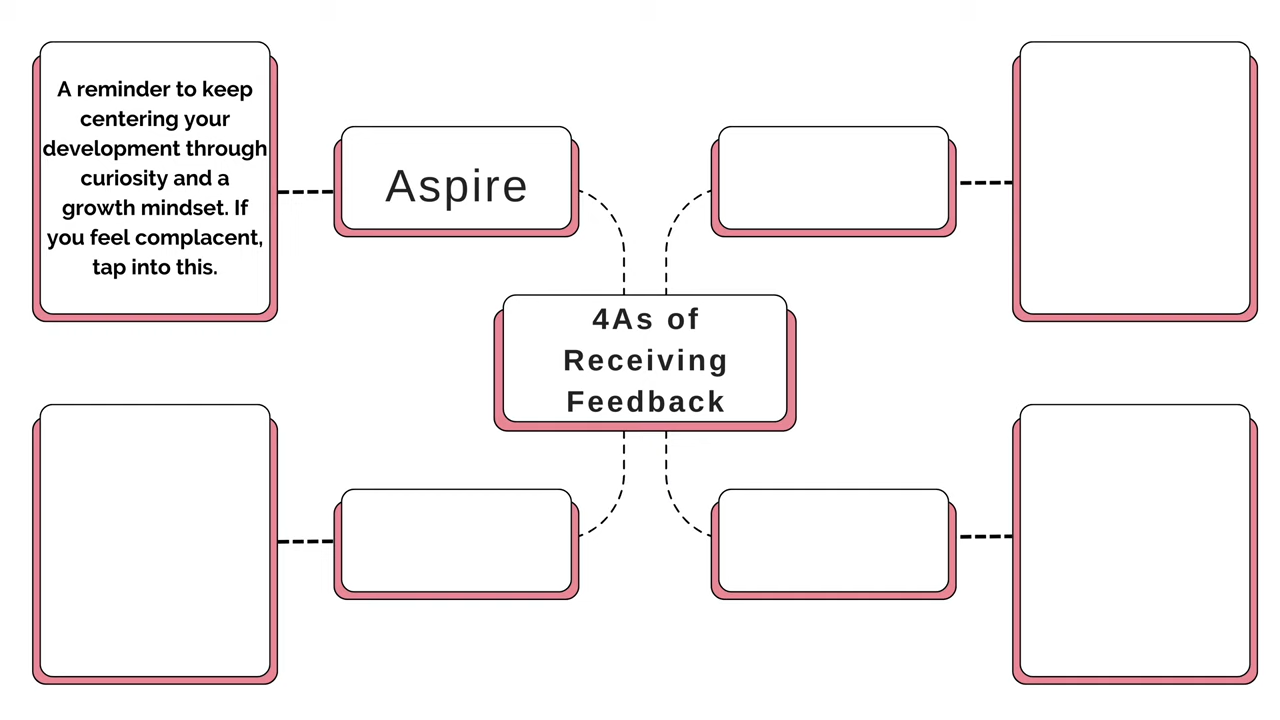 A reminder to keep
centering your
development through
curiosity and a
growth mindset. If
you feel complacent,
tap into this.
Aspire
4As of
Receiving
Feedback